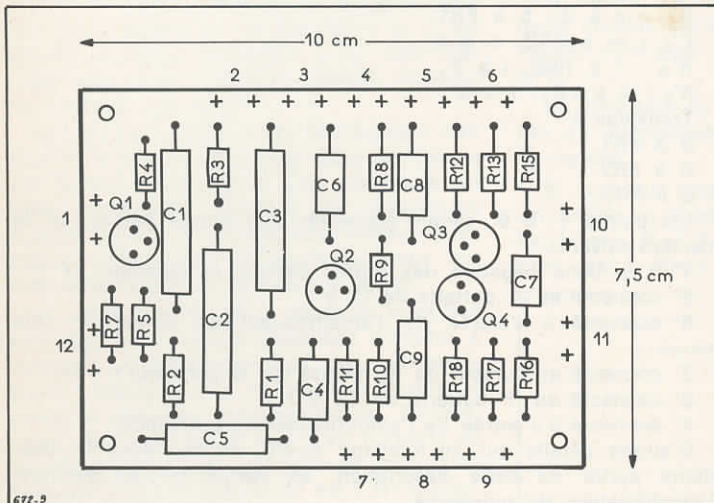 10 cm
2 3 4 5 6
R4 R3 R8 R12 R13 R15
C1 C3 C6 C8
1 Q1 Q3 10
7,5 cm
Q2 R9 C7
C2 Q4
12 R7 R5 11
R2 R1 C4 R11 R10 C9 R18 R17 R16
C5
7 8 9
672_9